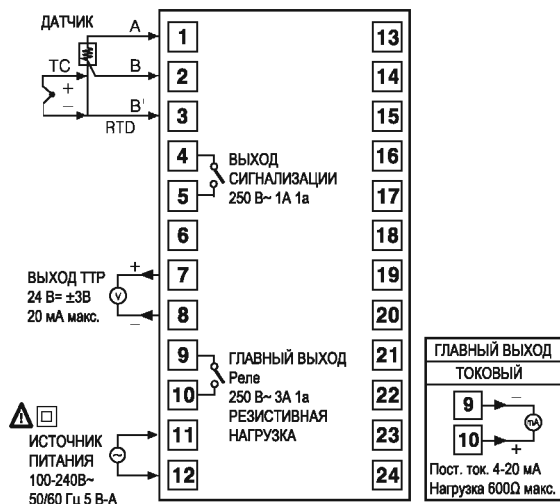 ДАТЧИК
A
TC
B
+
−
B'
RTD
1
2
3
4
5
6
7
8
9
10
11
12
13
14
15
16
17
18
19
20
21
22
23
24
ВЫХОД
СИГНАЛИЗАЦИИ
250 В~ 1А 1а
ВЫХОД ТТР
24 В= ±3В
20 мА макс.
+
V
−
ГЛАВНЫЙ ВЫХОД
Реле
250 В~ 3А 1а
РЕЗИСТИВНАЯ
НАГРУЗКА
ИСТОЧНИК
ПИТАНИЯ
100-240В~
50/60 Гц 5 В-А
ГЛАВНЫЙ ВЫХОД
ТОКОВЫЙ
9
−
mA
10
+
Пост. ток. 4-20 мА
Нагрузка 600Ω макс.